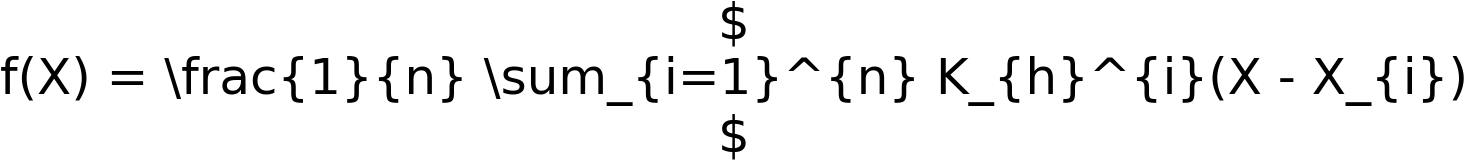 $
f(X) = \frac{1}{n} \sum_{i=1}^{n} K_{h}^{i}(X - X_{i})
$